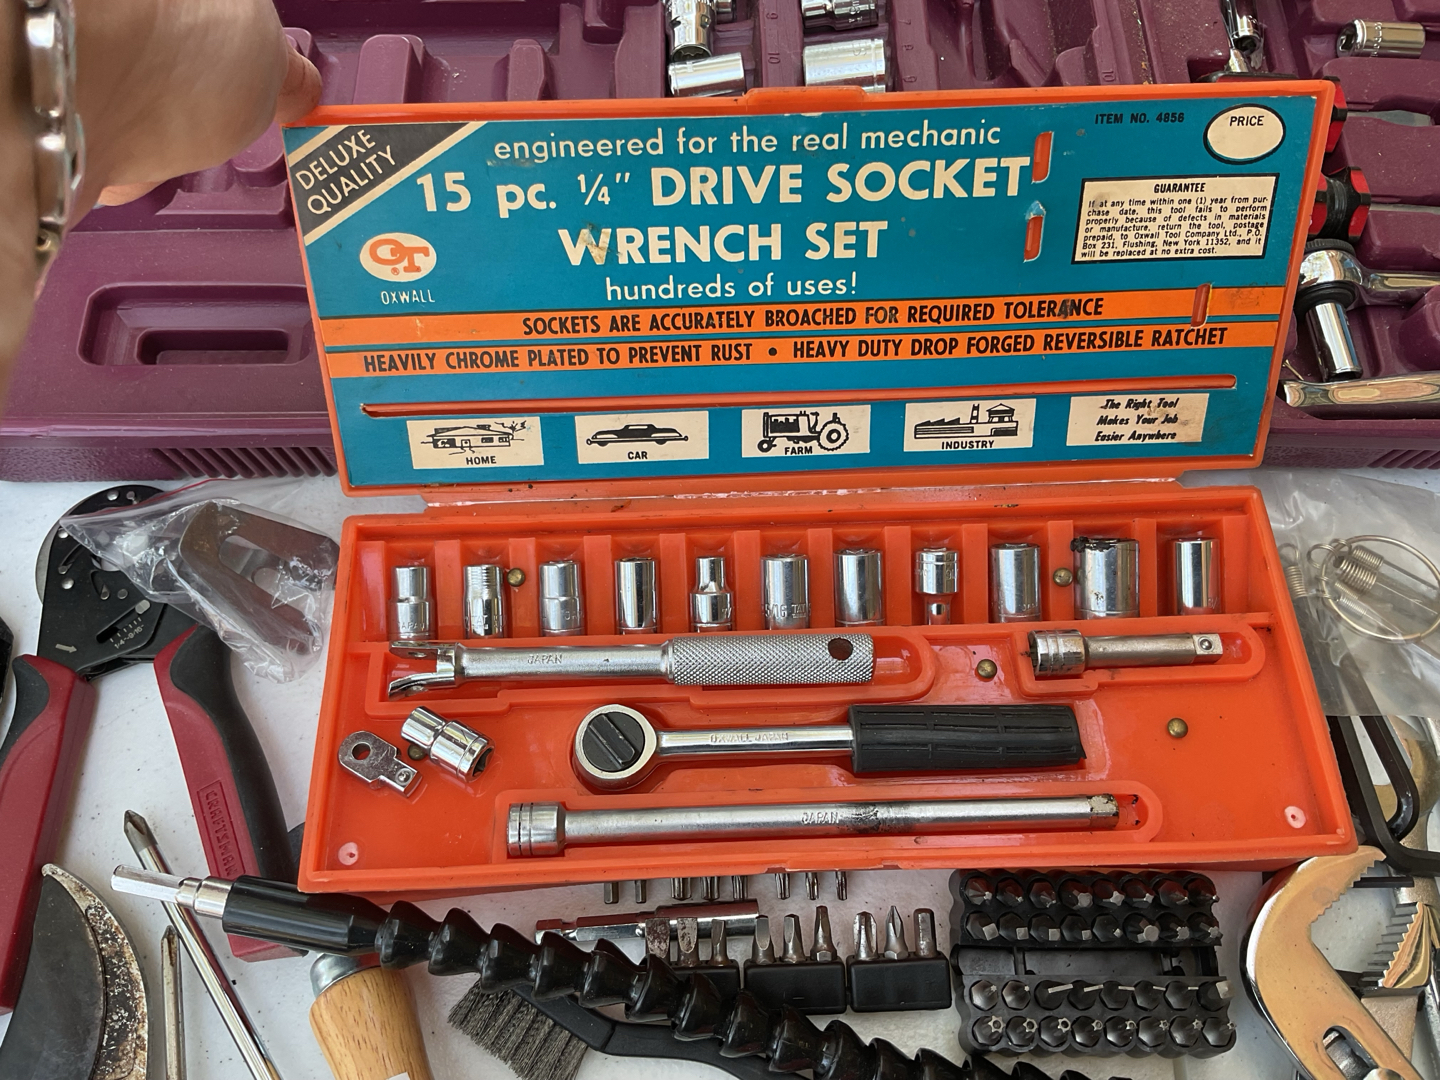 DELUXE
QUALITY
engineered for the real mechanic
15 pc. 1/4" DRIVE SOCKET
WRENCH SET
hundreds of uses!
OT
®
OXWALL
ITEM NO. 4856
PRICE
GUARANTEE
If at any time within one (1) year from pur-
chase date, this tool fails to perform
properly because of defects in materials
or manufacture, return the tool, postage
prepaid, to Oxwall Tool Company Ltd., P.O.
Box 231, Flushing, New York 11352, and it
will be replaced at no extra cost.
SOCKETS ARE ACCURATELY BROACHED FOR REQUIRED TOLERANCE
HEAVILY CHROME PLATED TO PREVENT RUST • HEAVY DUTY DROP FORGED REVERSIBLE RATCHET
HOME
CAR
FARM
INDUSTRY
The Right Tool
Makes Your Job
Easier Anywhere
JAPAN
OXWALL JAPAN
JAPAN
CRAFTSMAN